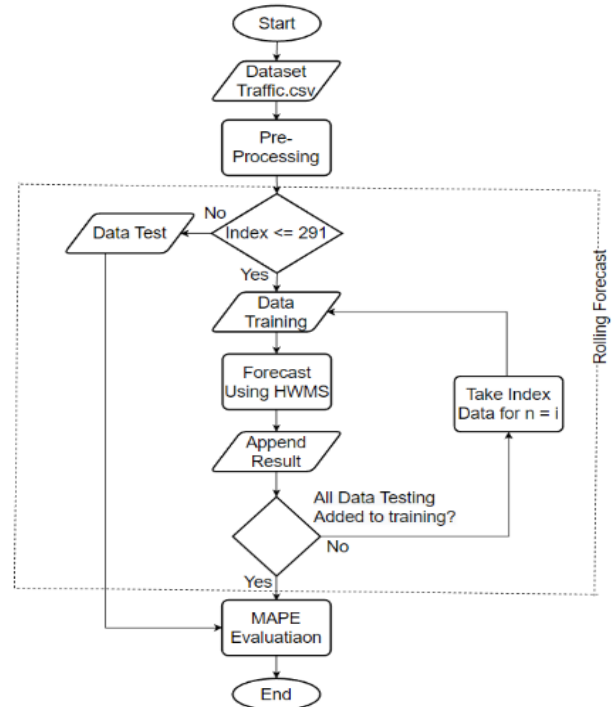 Start
Dataset
Traffic.csv
Pre-
Processing
No
Data Test
Index <= 291
Yes
Data
Training
Rolling Forecast
Forecast
Using HWMS
Take Index
Data for n = i
Append
Result
All Data Testing
Added to training?
No
Yes
MAPE
Evaluatiaon
End